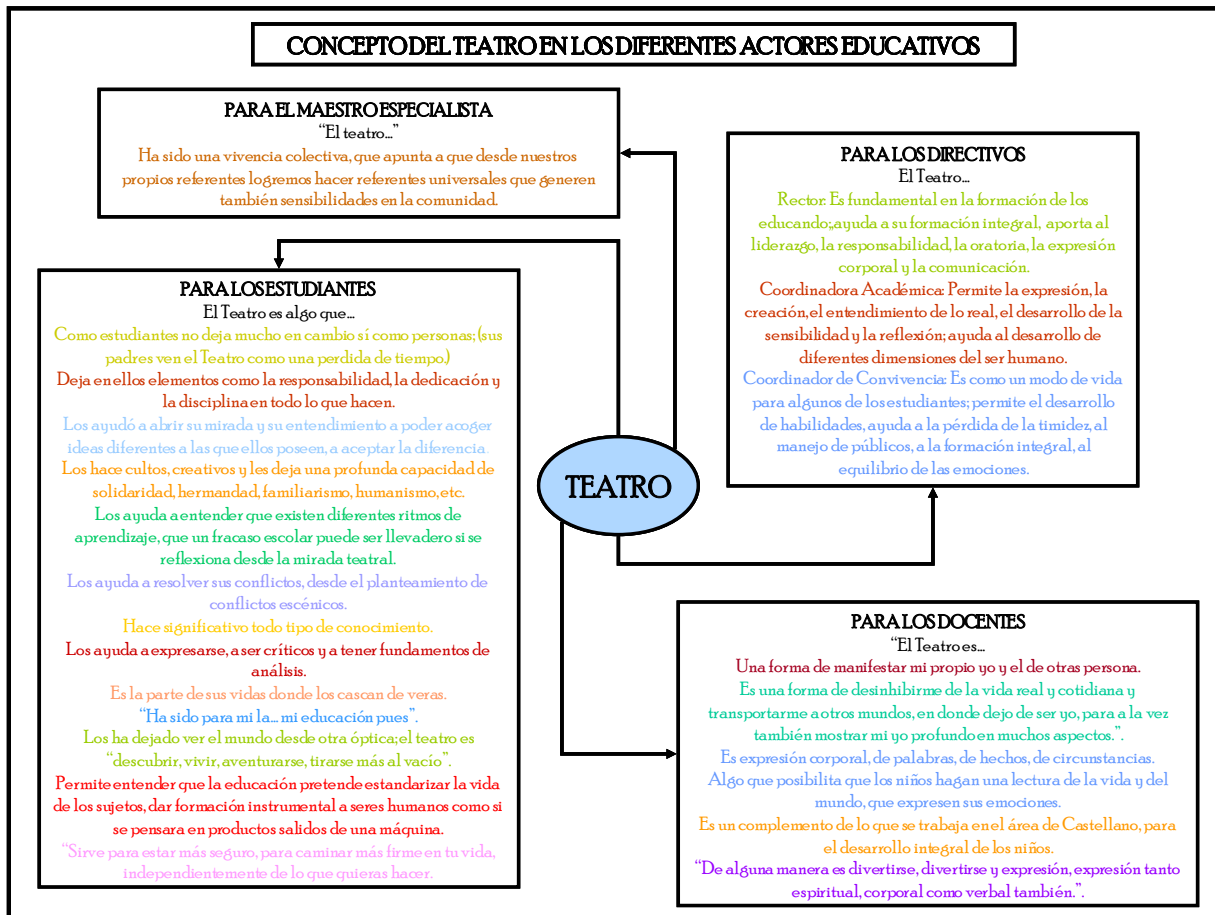 CONCEPTO DEL TEATRO EN LOS DIFERENTES ACTORES EDUCATIVOS
PARA EL MAESTRO ESPECIALISTA
“El teatro...”
Ha sido una vivencia colectiva, que apunta a que desde nuestros
propios referentes logremos hacer referentes universales que generen
también sensibilidades en la comunidad.
PARA LOS DIRECTIVOS
El Teatro...
Rector: Es fundamental en la formación de los
educando;,ayuda a su formación integral, aporta al
liderazgo, la responsabilidad, la oratoria, la expresión
corporal y la comunicación.
Coordinadora Académica: Permite la expresión, la
creación, el entendimiento de lo real, el desarrollo de la
sensibilidad y la reflexión; ayuda al desarrollo de
diferentes dimensiones del ser humano.
Coordinador de Convivencia: Es como un modo de vida
para algunos de los estudiantes; permite el desarrollo
de habilidades, ayuda a la pérdida de la timidez, al
manejo de públicos, a la formación integral, al
equilibrio de las emociones.
PARA LOS ESTUDIANTES
El Teatro es algo que...
Como estudiantes no deja mucho en cambio sí como personas; (sus
padres ven el Teatro como una perdida de tiempo.)
Deja en ellos elementos como la responsabilidad, la dedicación y
la disciplina en todo lo que hacen.
Los ayudó a abrir su mirada y su entendimiento a poder acoger
ideas diferentes a las que ellos poseen, a aceptar la diferencia.
Los hace cultos, creativos y les deja una profunda capacidad de
solidaridad, hermandad, familiarismo, humanismo, etc.
Los ayuda a entender que existen diferentes ritmos de
aprendizaje, que un fracaso escolar puede ser llevadero si se
reflexiona desde la mirada teatral.
Los ayuda a resolver sus conflictos, desde el planteamiento de
conflictos escénicos.
Hace significativo todo tipo de conocimiento.
Los ayuda a expresarse, a ser críticos y a tener fundamentos de
análisis.
Es la parte de sus vidas donde los cascan de veras.
“Ha sido para mi la... mi educación pues”.
Los ha dejado ver el mundo desde otra óptica; el teatro es
“descubrir, vivir, aventurarse, tirarse más al vacío”.
Permite entender que la educación pretende estandarizar la vida
de los sujetos, dar formación instrumental a seres humanos como si
se pensara en productos salidos de una máquina.
“Sirve para estar más seguro, para caminar más firme en tu vida,
independientemente de lo que quieras hacer.
TEATRO
PARA LOS DOCENTES
“El Teatro es...
Una forma de manifestar mi propio yo y el de otras persona.
Es una forma de desinhibirme de la vida real y cotidiana y
transportarme a otros mundos, en donde dejo de ser yo, para a la vez
también mostrar mi yo profundo en muchos aspectos.”.
Es expresión corporal, de palabras, de hechos, de circunstancias.
Algo que posibilita que los niños hagan una lectura de la vida y del
mundo, que expresen sus emociones.
Es un complemento de lo que se trabaja en el área de Castellano, para
el desarrollo integral de los niños.
“De alguna manera es divertirse, divertirse y expresión, expresión tanto
espiritual, corporal como verbal también.”.